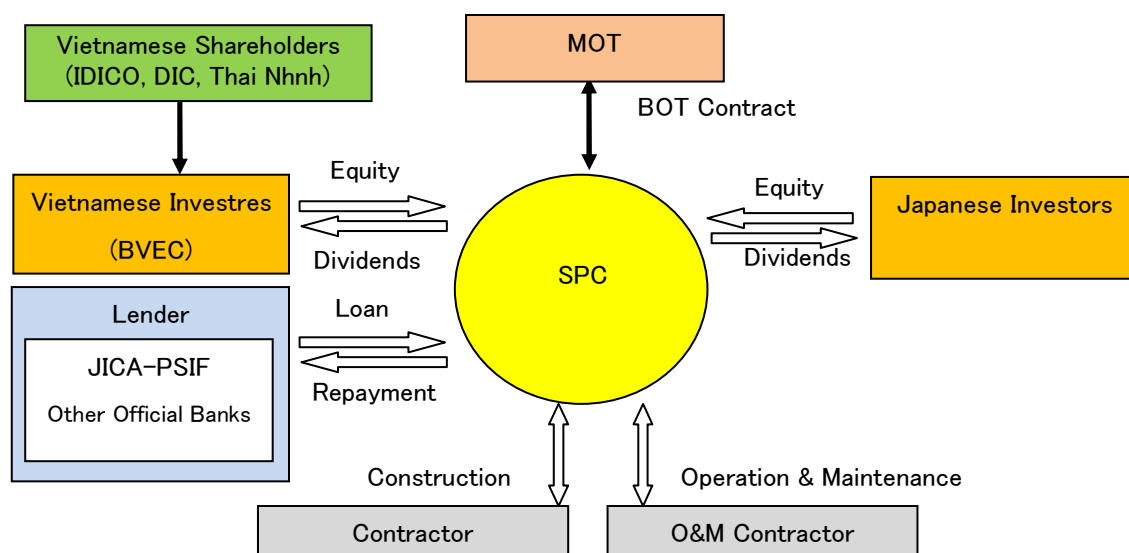 Vietnamese Shareholders
(IDICO, DIC, Thai Nhnh)
MOT
BOT Contract
Vietnamese Investres
(BVEC)
Equity
Dividends
SPC
Equity
Dividends
Japanese Investors
Lender
JICA-PSIF
Other Official Banks
Loan
Repayment
Construction
Operation & Maintenance
Contractor
O&M Contractor